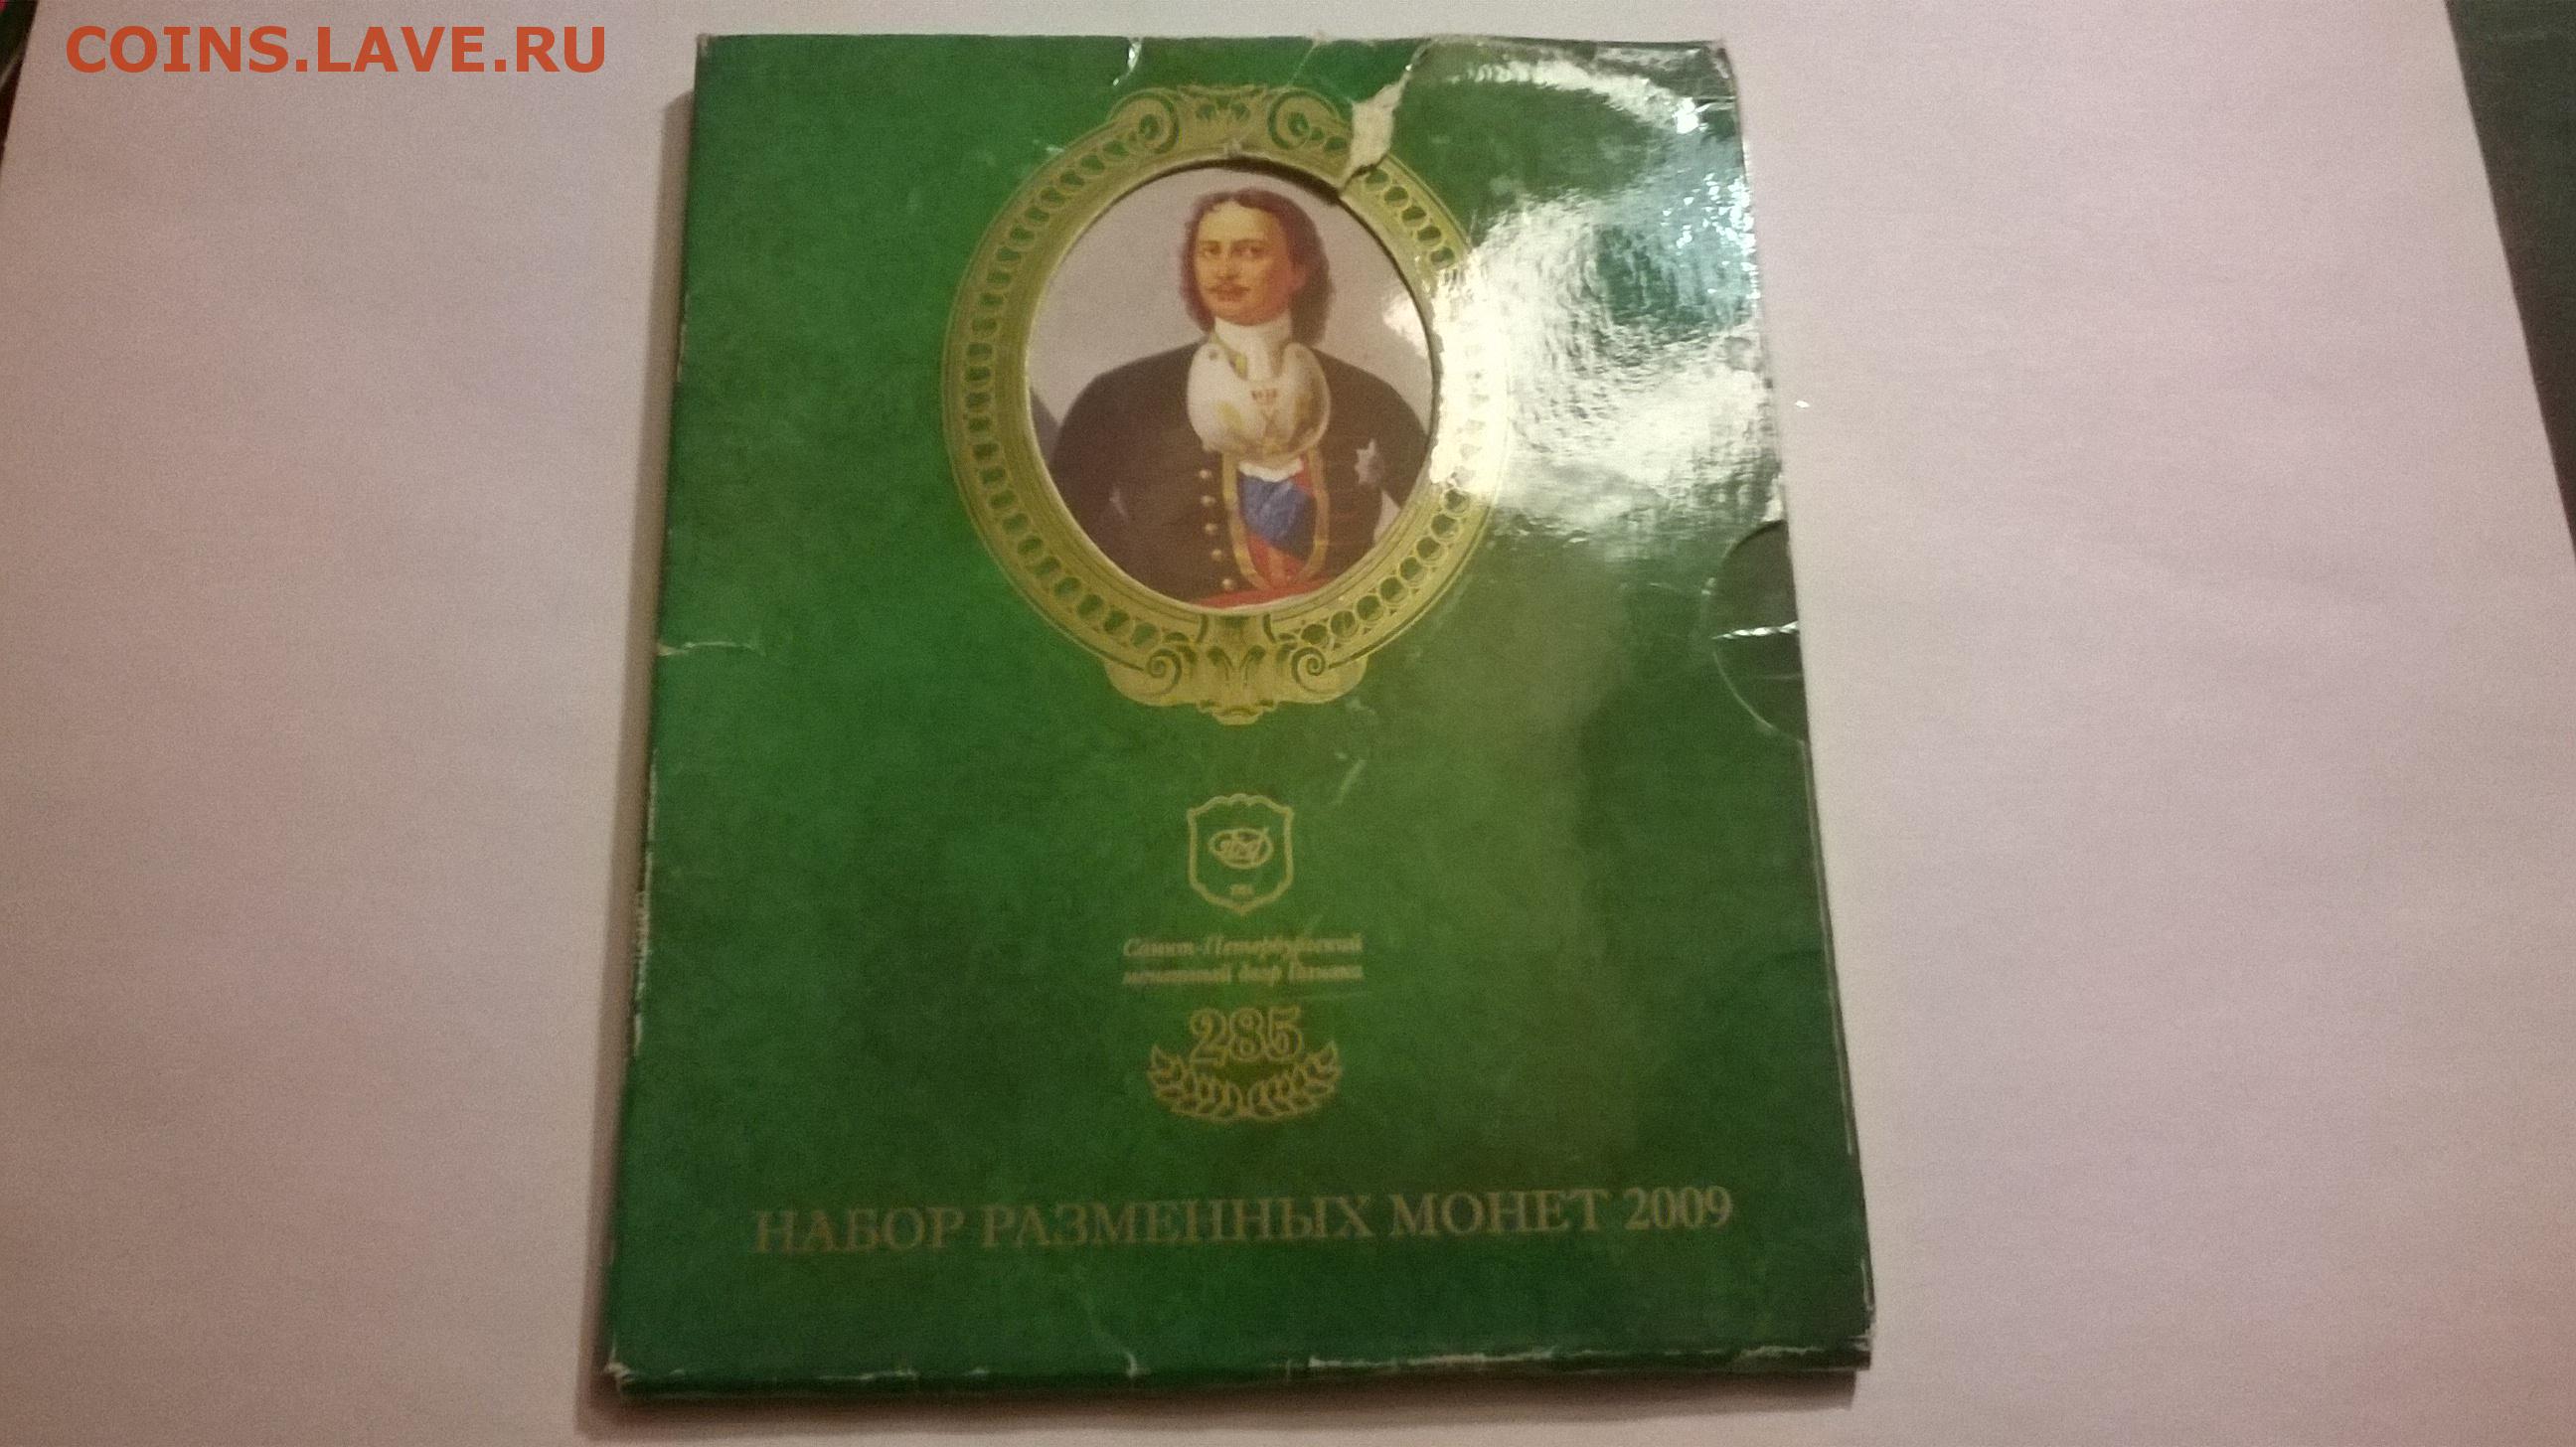 COINS.LAVE.RU
Санкт-Петербургский
монетный двор Гознака
285
НАБОР РАЗМЕННЫХ МОНЕТ 2009